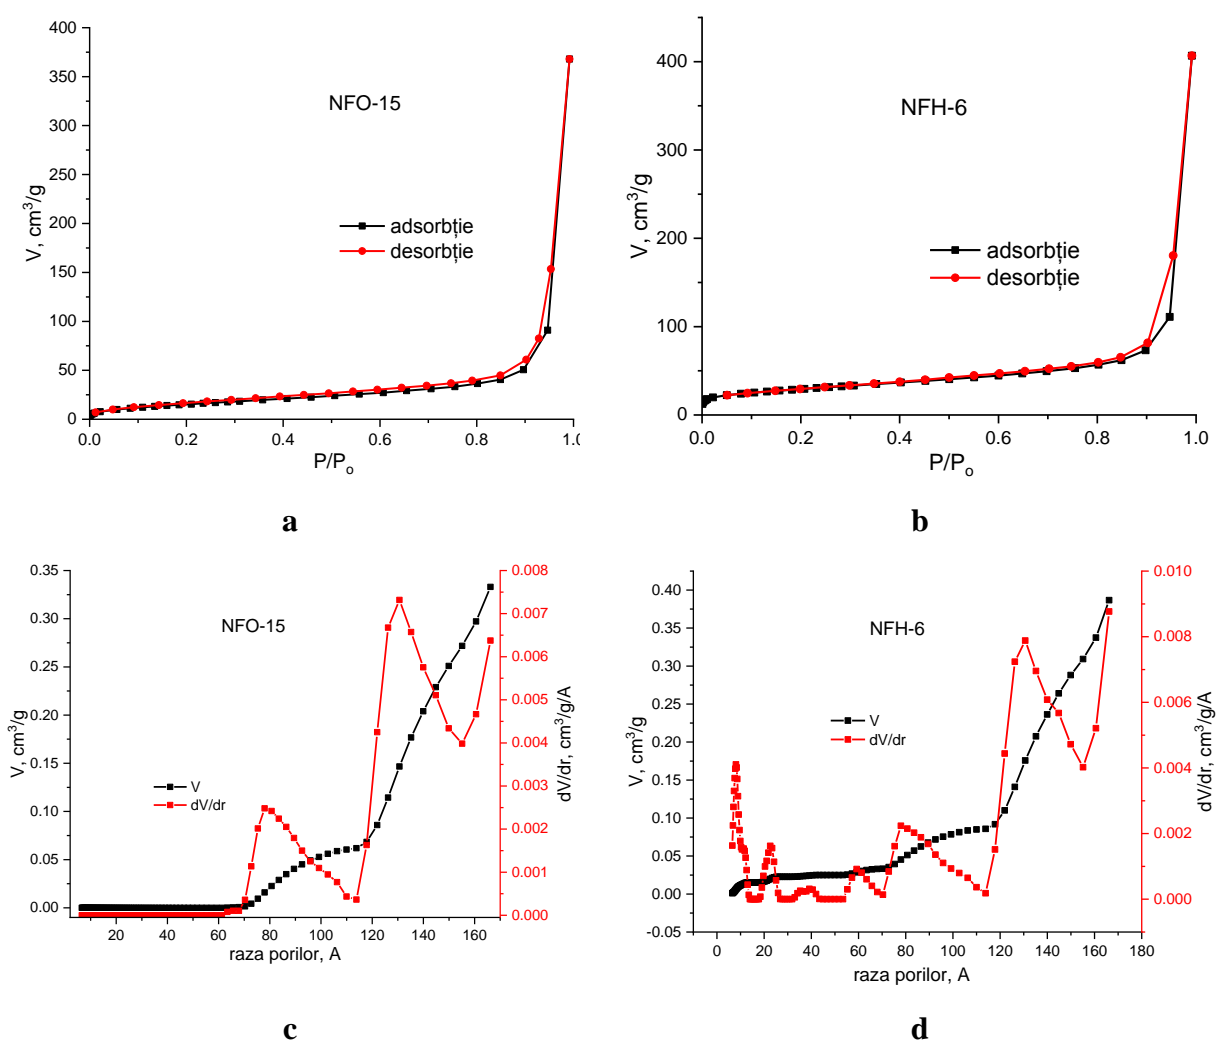 400
350
300
250
200
150
100
50
0
V, cm³/g
NFO-15
adsorbție
desorbție
0.0 0.2 0.4 0.6 0.8 1.0
P/Pₒ
a
400
300
200
100
0
V, cm³/g
NFH-6
adsorbție
desorbție
0.0 0.2 0.4 0.6 0.8 1.0
P/Pₒ
b
0.35
0.30
0.25
0.20
0.15
0.10
0.05
0.00
V, cm³/g
NFO-15
V
dV/dr
0.008
0.007
0.006
0.005
0.004
0.003
0.002
0.001
0.000
dV/dr, cm³/g/A
20 40 60 80 100 120 140 160
raza porilor, A
c
0.40
0.35
0.30
0.25
0.20
0.15
0.10
0.05
0.00
-0.05
V, cm³/g
NFH-6
V
dV/dr
0.010
0.008
0.006
0.004
0.002
0.000
dV/dr, cm³/g/A
0 20 40 60 80 100 120 140 160 180
raza porilor, A
d